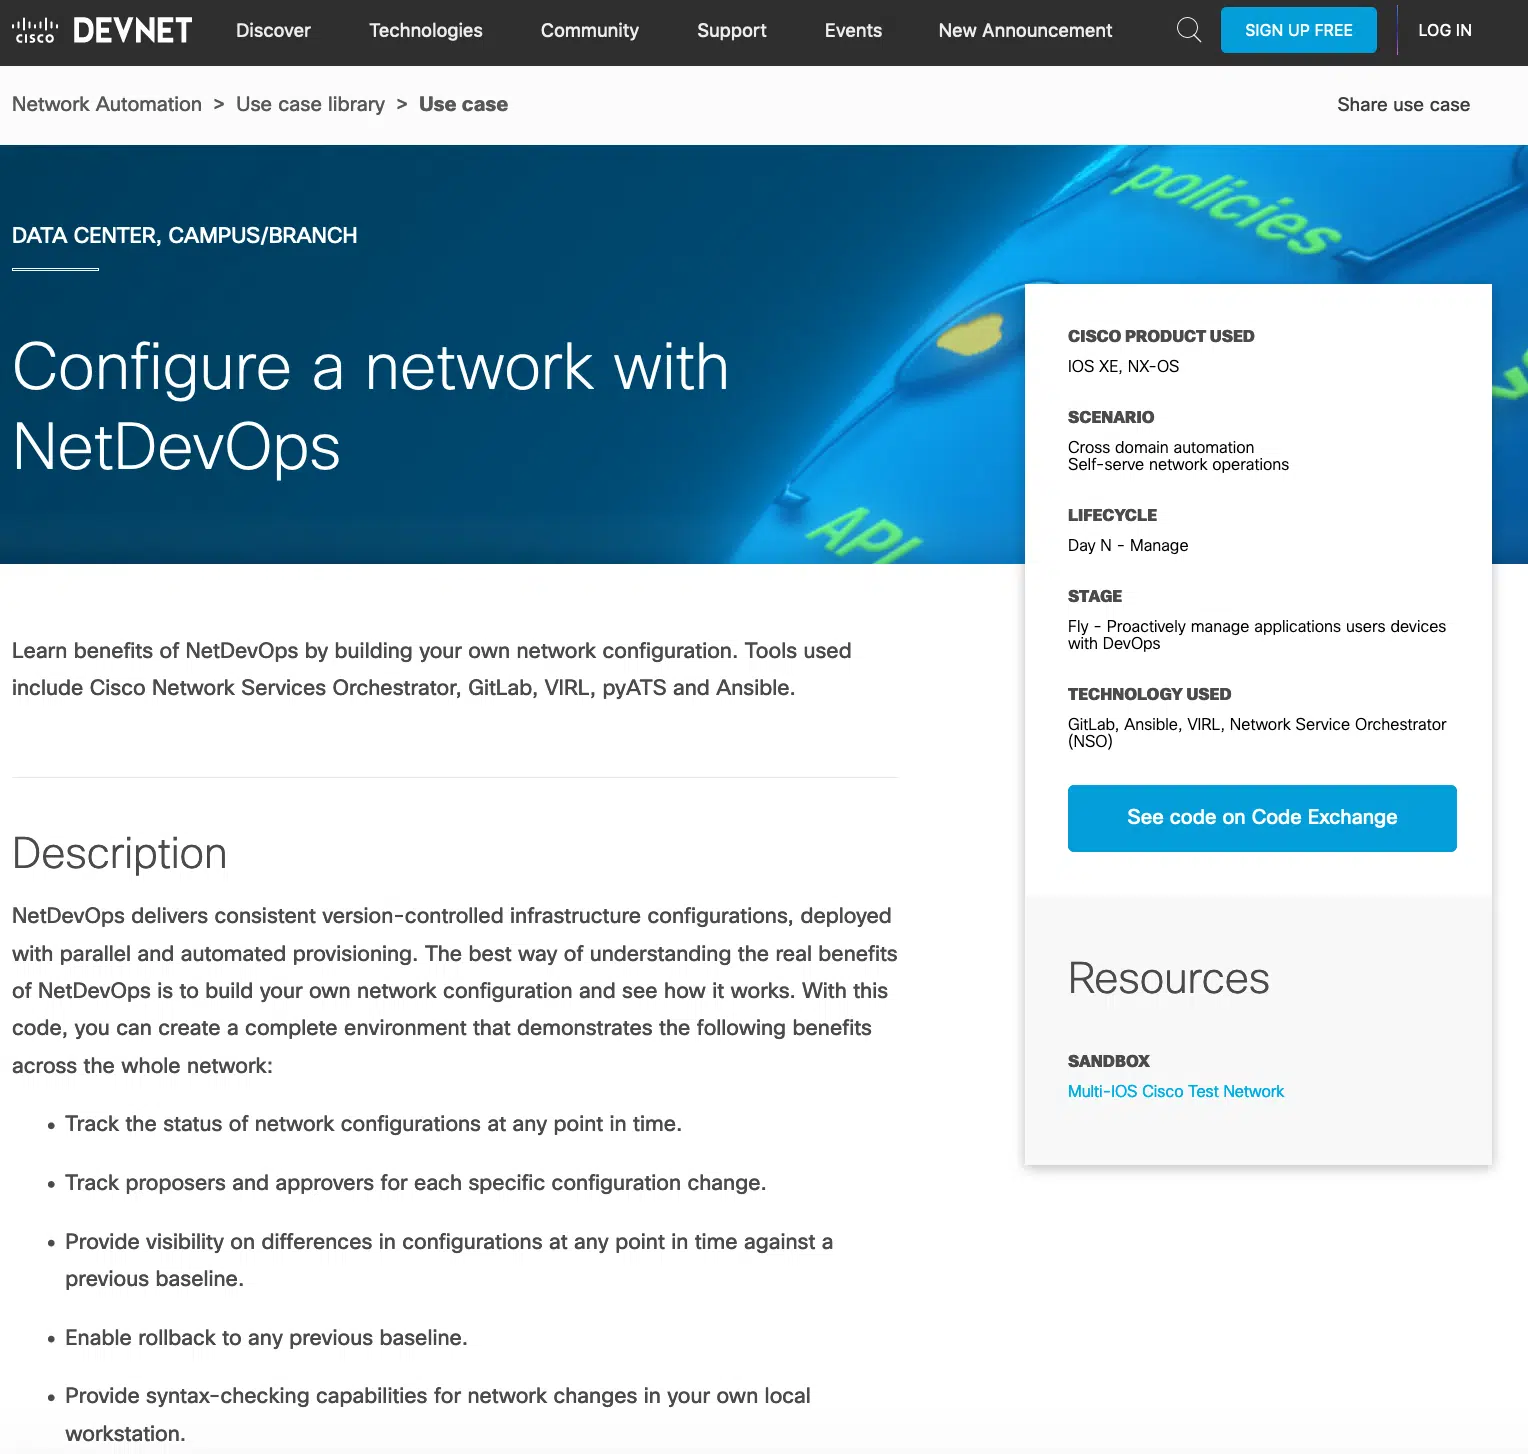 cisco DEVNET Discover Technologies Community Support Events New Announcement SIGN UP FREE LOG IN
Network Automation > Use case library > Use case Share use case
policies
DATA CENTER, CAMPUS/BRANCH
Configure a network with
NetDevOps
API
Learn benefits of NetDevOps by building your own network configuration. Tools used
include Cisco Network Services Orchestrator, GitLab, VIRL, pyATS and Ansible.
Description
NetDevOps delivers consistent version-controlled infrastructure configurations, deployed
with parallel and automated provisioning. The best way of understanding the real benefits
of NetDevOps is to build your own network configuration and see how it works. With this
code, you can create a complete environment that demonstrates the following benefits
across the whole network:
• Track the status of network configurations at any point in time.
• Track proposers and approvers for each specific configuration change.
• Provide visibility on differences in configurations at any point in time against a
previous baseline.
• Enable rollback to any previous baseline.
• Provide syntax-checking capabilities for network changes in your own local
workstation.
CISCO PRODUCT USED
IOS XE, NX-OS
SCENARIO
Cross domain automation
Self-serve network operations
LIFECYCLE
Day N - Manage
STAGE
Fly - Proactively manage applications users devices
with DevOps
TECHNOLOGY USED
GitLab, Ansible, VIRL, Network Service Orchestrator
(NSO)
See code on Code Exchange
Resources
SANDBOX
Multi-IOS Cisco Test Network